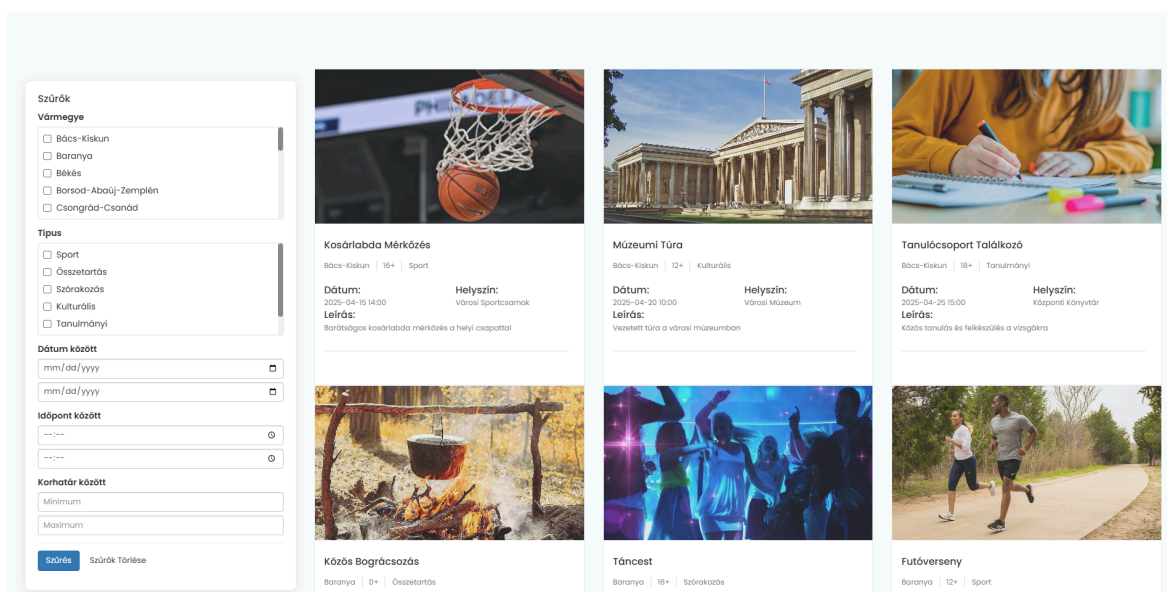 Szűrők
Vármegye
Bács-Kiskun
Baranya
Békés
Borsod-Abaúj-Zemplén
Csongrád-Csanád
Típus
Sport
Összetartás
Szórakozás
Kulturális
Tanulmányi
Dátum között
mm/dd/yyyy
mm/dd/yyyy
Időpont között
--:--
--:--
Korhatár között
Minimum
Maximum
Szűrés Szűrők Törlése
Kosárlabda Mérkőzés
Bács-Kiskun 16+ Sport
Dátum: Helyszín:
2025-04-15 14:00 Városi Sportcsarnok
Leírás:
Barátságos kosárlabda mérkőzés a helyi csapattal
Múzeumi Túra
Bács-Kiskun 12+ Kulturális
Dátum: Helyszín:
2025-04-20 10:00 Városi Múzeum
Leírás:
Vezetett túra a városi múzeumban
Tanulócsoport Találkozó
Bács-Kiskun 18+ Tanulmányi
Dátum: Helyszín:
2025-04-25 15:00 Központi Könyvtár
Leírás:
Közös tanulás és felkészülés a vizsgákra
Közös Bográcsozás
Baranya 0+ Összetartás
Táncest
Baranya 16+ Szórakozás
Futóverseny
Baranya 12+ Sport